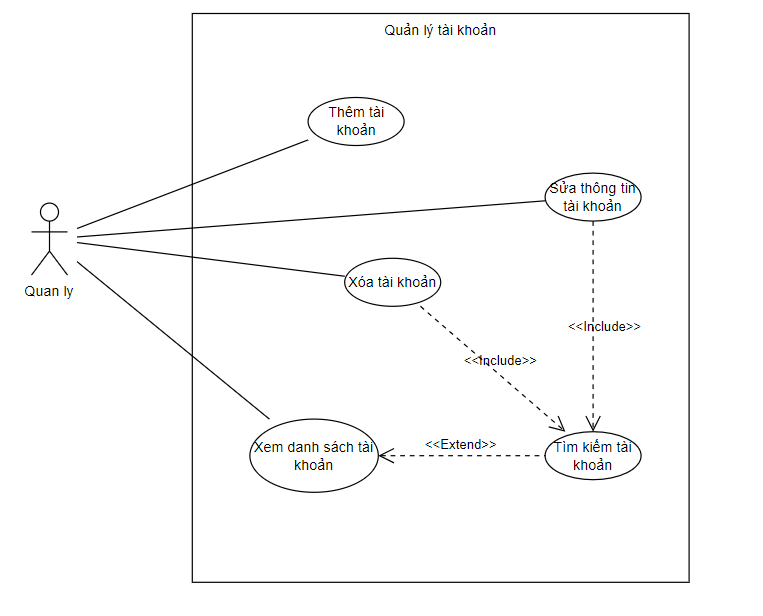 Quản lý tài khoản
Thêm tài
khoản
Sửa thông tin
tài khoản
Quan ly
Xóa tài khoản
<<Include>>
<<Include>>
Xem danh sách tài
khoản
<<Extend>>
Tìm kiếm tài
khoản